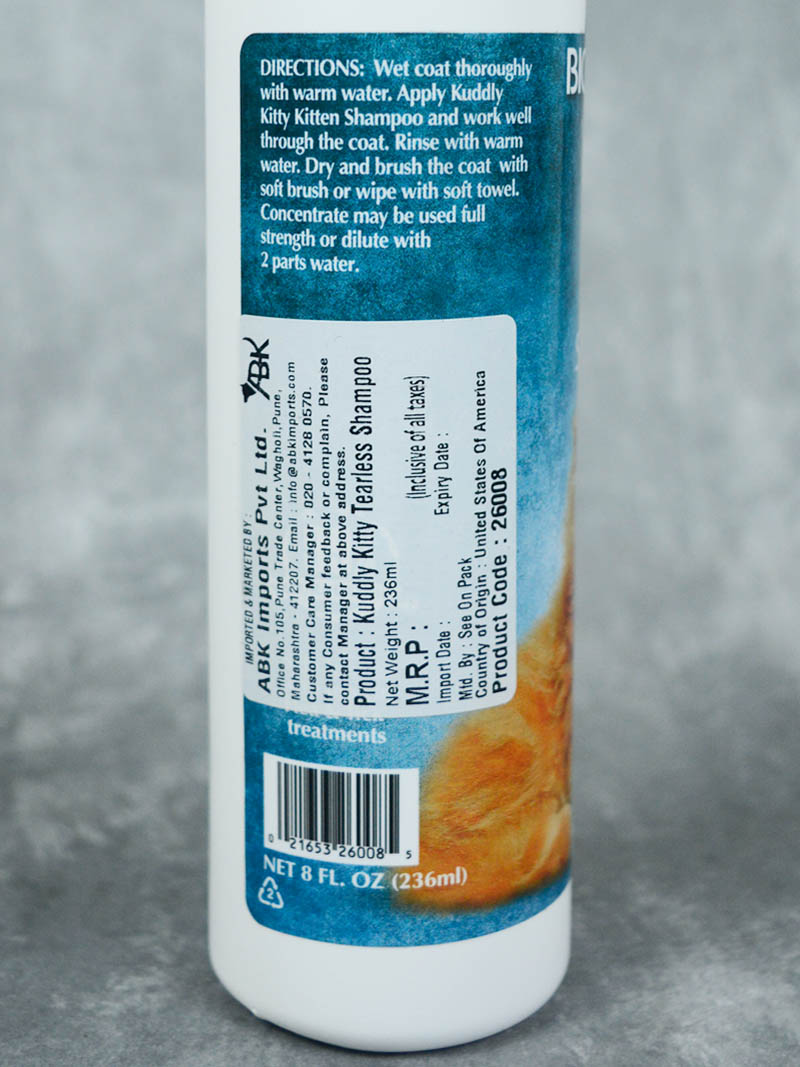 DIRECTIONS: Wet coat thoroughly
with warm water. Apply Kuddly
Kitty Kitten Shampoo and work well
through the coat. Rinse with warm
water. Dry and brush the coat with
soft brush or wipe with soft towel.
Concentrate may be used full
strength or dilute with
2 parts water.
IMPORTED & MARKETED BY:
ABK Imports Pvt Ltd.
ABK
Office No.105,Pune Trade Center,Wagholi,Pune,
Maharashtra - 412207. Email : info@abkimports.com
Customer Care Manager : 020 - 4128 0570.
If any Consumer feedback or complain, Please
contact Manager at above address.
Product : Kuddly Kitty Tearless Shampoo
Net Weight : 236ml
M.R.P : (Inclusive of all taxes)
Import Date : Expiry Date :
Mfd. By : See On Pack
Country of Origin : United States Of America
Product Code : 26008
treatments
0 21653 26008 5
NET 8 FL. OZ (236ml)
2